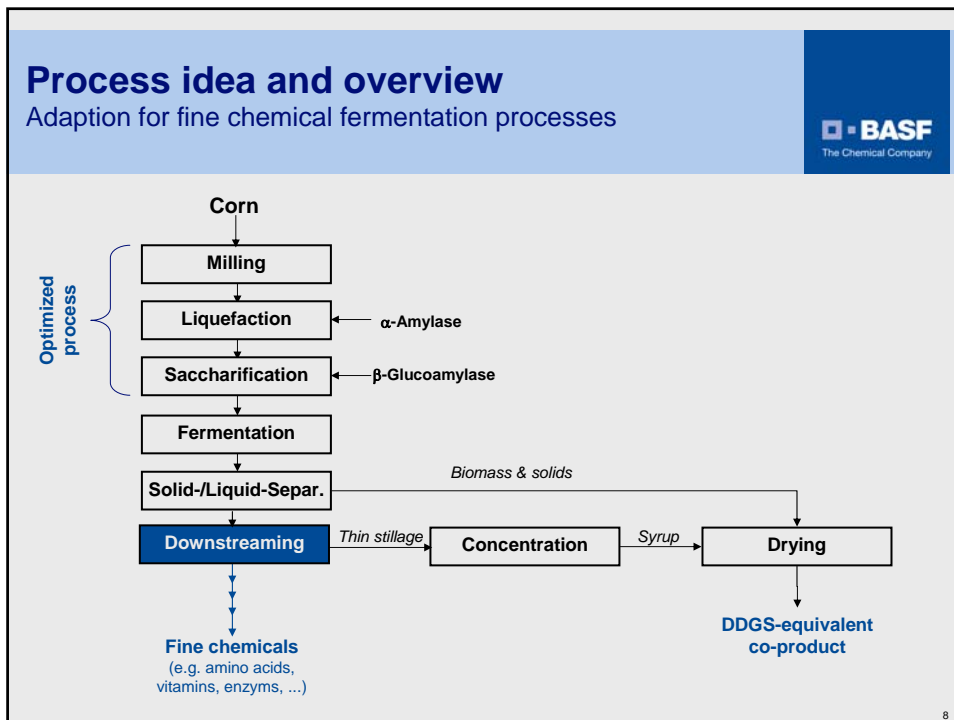 Process idea and overview
Adaption for fine chemical fermentation processes
BASF
The Chemical Company
Corn
Optimized
process
Milling
Liquefaction
α-Amylase
Saccharification
β-Glucoamylase
Fermentation
Solid-/Liquid-Separ.
Biomass & solids
Downstreaming
Thin stillage
Concentration
Syrup
Drying
Fine chemicals
(e.g. amino acids,
vitamins, enzyms, ...)
DDGS-equivalent
co-product
8